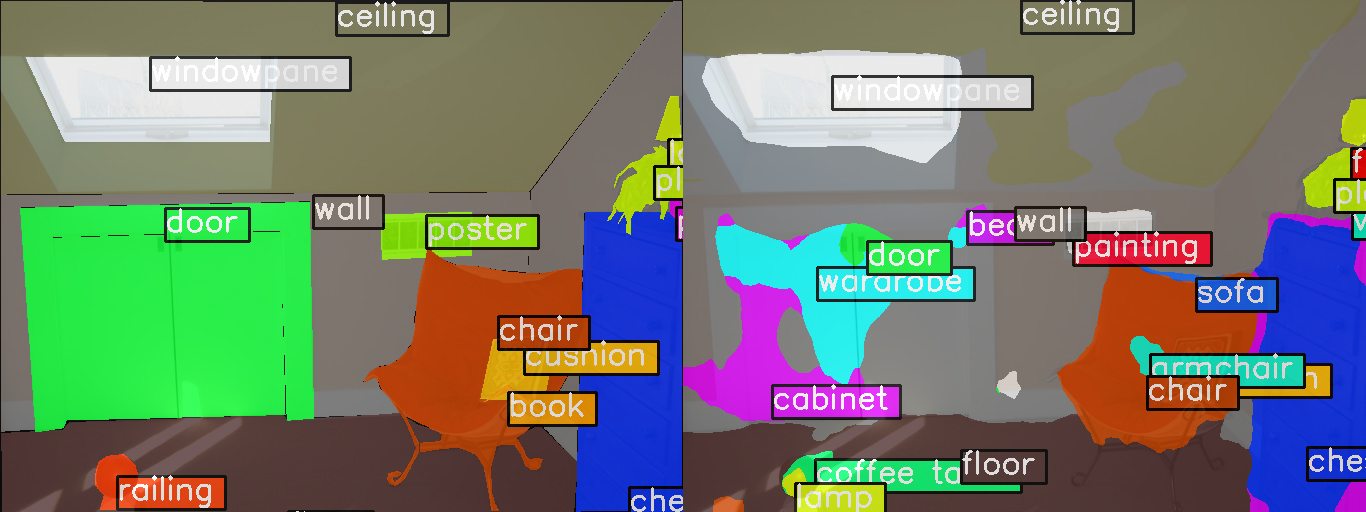 ceiling
windowpane
door
wall
poster
chair
cushion
book
railing
ceiling
windowpane
bed
wall
door
painting
wardrobe
sofa
armchair
chair
cabinet
floor
lamp